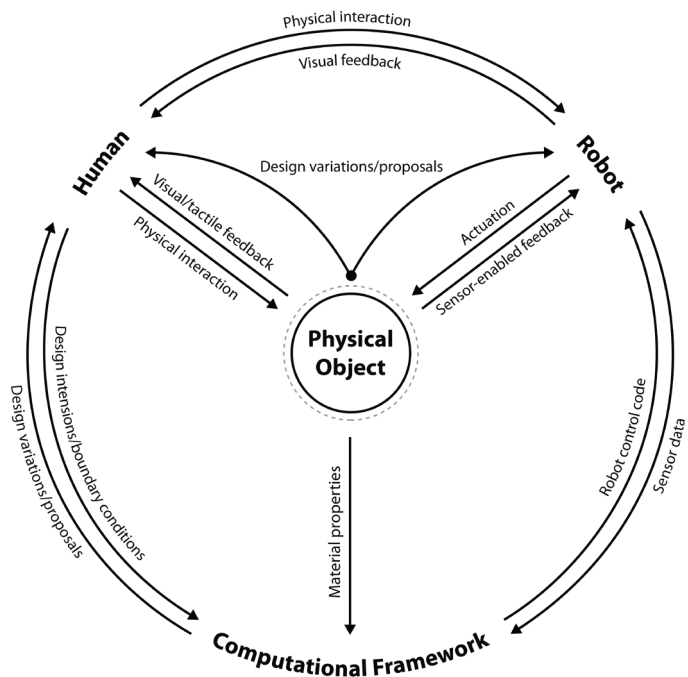 Physical interaction
Visual feedback
Human
Robot
Design variations/proposals
Visual/tactile feedback
Physical interaction
Actuation
Sensor-enabled feedback
Physical
Object
Design intensions/boundary conditions
Design variations/proposals
Material properties
Robot control code
Sensor data
Computational Framework